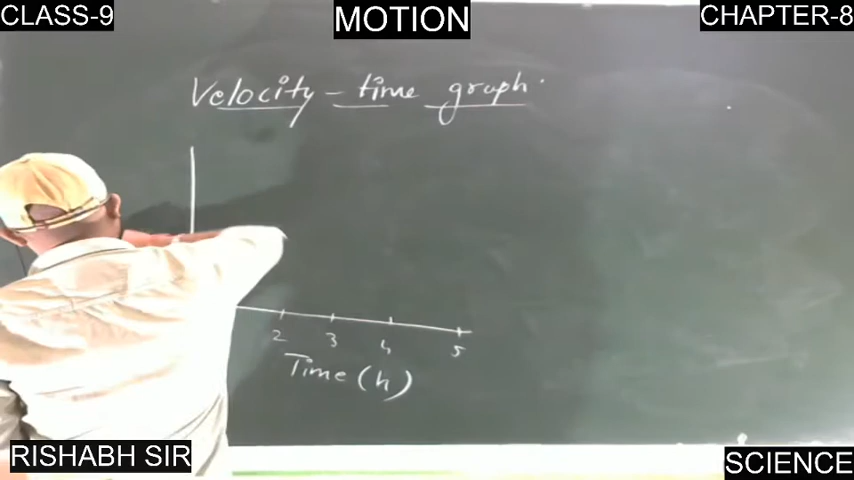 CLASS-9
MOTION
CHAPTER-8
Velocity - time graph.
2 3 4 5
Time (h)
RISHABH SIR
SCIENCE